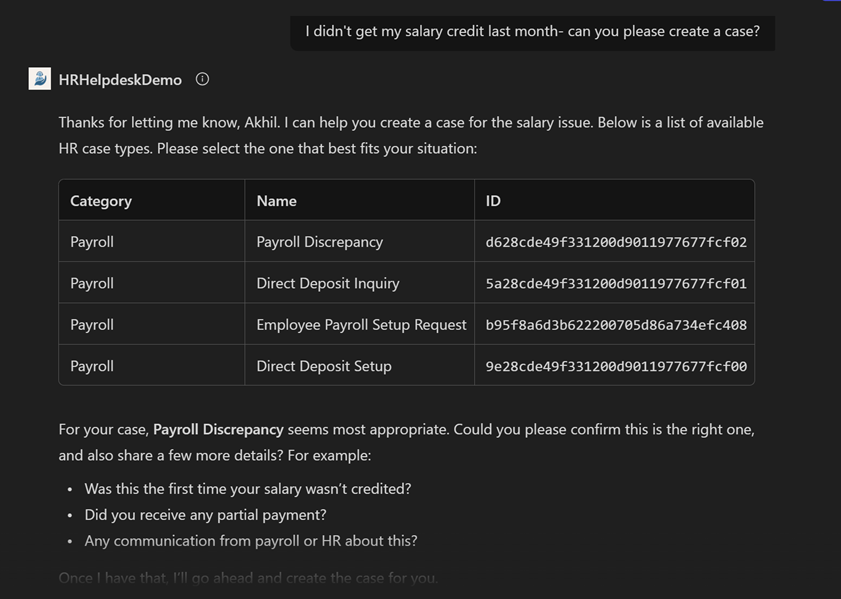 I didn't get my salary credit last month- can you please create a case?
HRHelpdeskDemo
Thanks for letting me know, Akhil. I can help you create a case for the salary issue. Below is a list of available
HR case types. Please select the one that best fits your situation:
Category Name ID
Payroll Payroll Discrepancy d628cde49f331200d9011977677fcf02
Payroll Direct Deposit Inquiry 5a28cde49f331200d9011977677fcf01
Payroll Employee Payroll Setup Request b95f8a6d3b622200705d86a734efc408
Payroll Direct Deposit Setup 9e28cde49f331200d9011977677fcf00
For your case, Payroll Discrepancy seems most appropriate. Could you please confirm this is the right one,
and also share a few more details? For example:
• Was this the first time your salary wasn’t credited?
• Did you receive any partial payment?
• Any communication from payroll or HR about this?
Once I have that, I’ll go ahead and create the case for you.